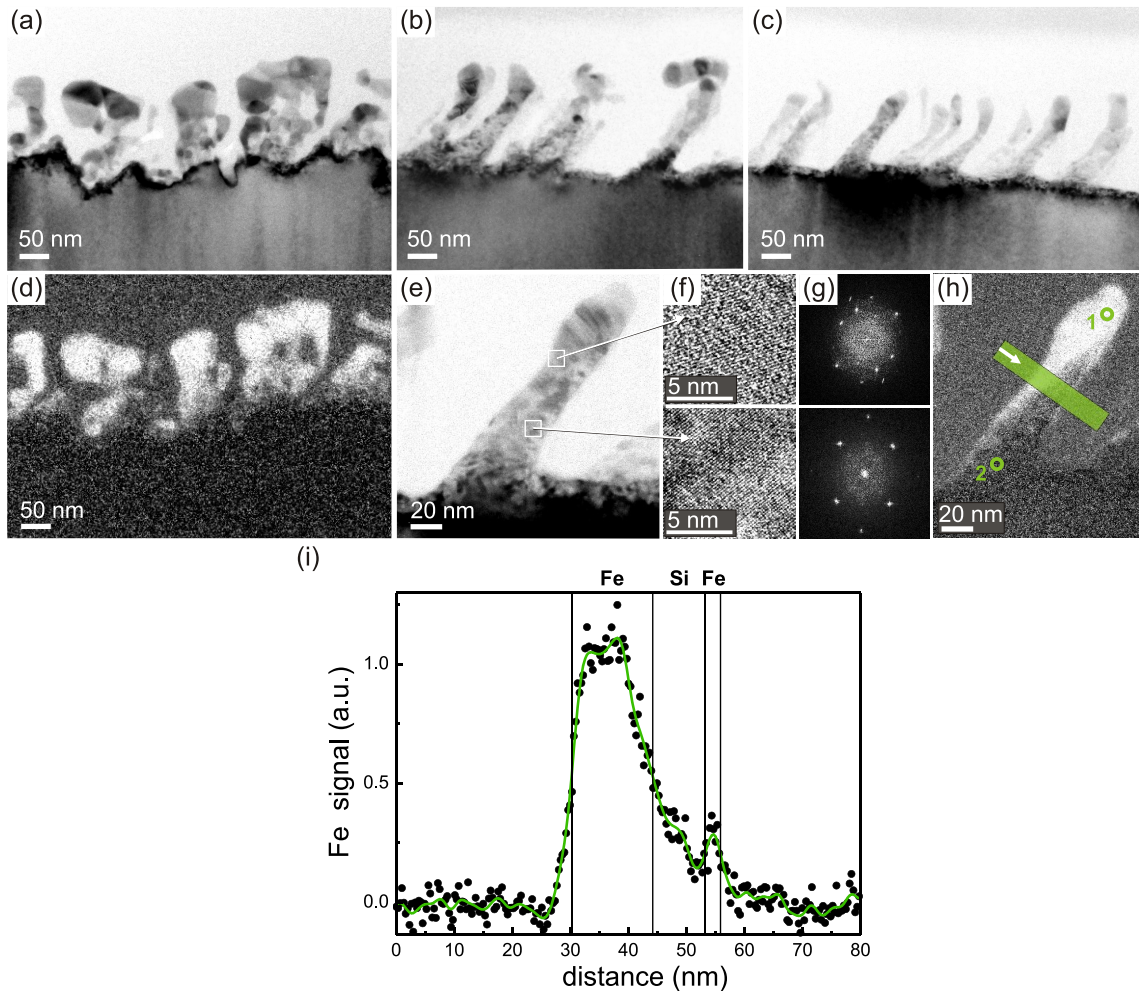 (a)
(b)
(c)
50 nm
50 nm
50 nm
(d)
(e)
(f)
(g)
(h)
5 nm
5 nm
1
2
50 nm
20 nm
20 nm
(i)
Fe Si Fe
1.0
0.5
0.0
Fe signal (a.u.)
0 10 20 30 40 50 60 70 80
distance (nm)